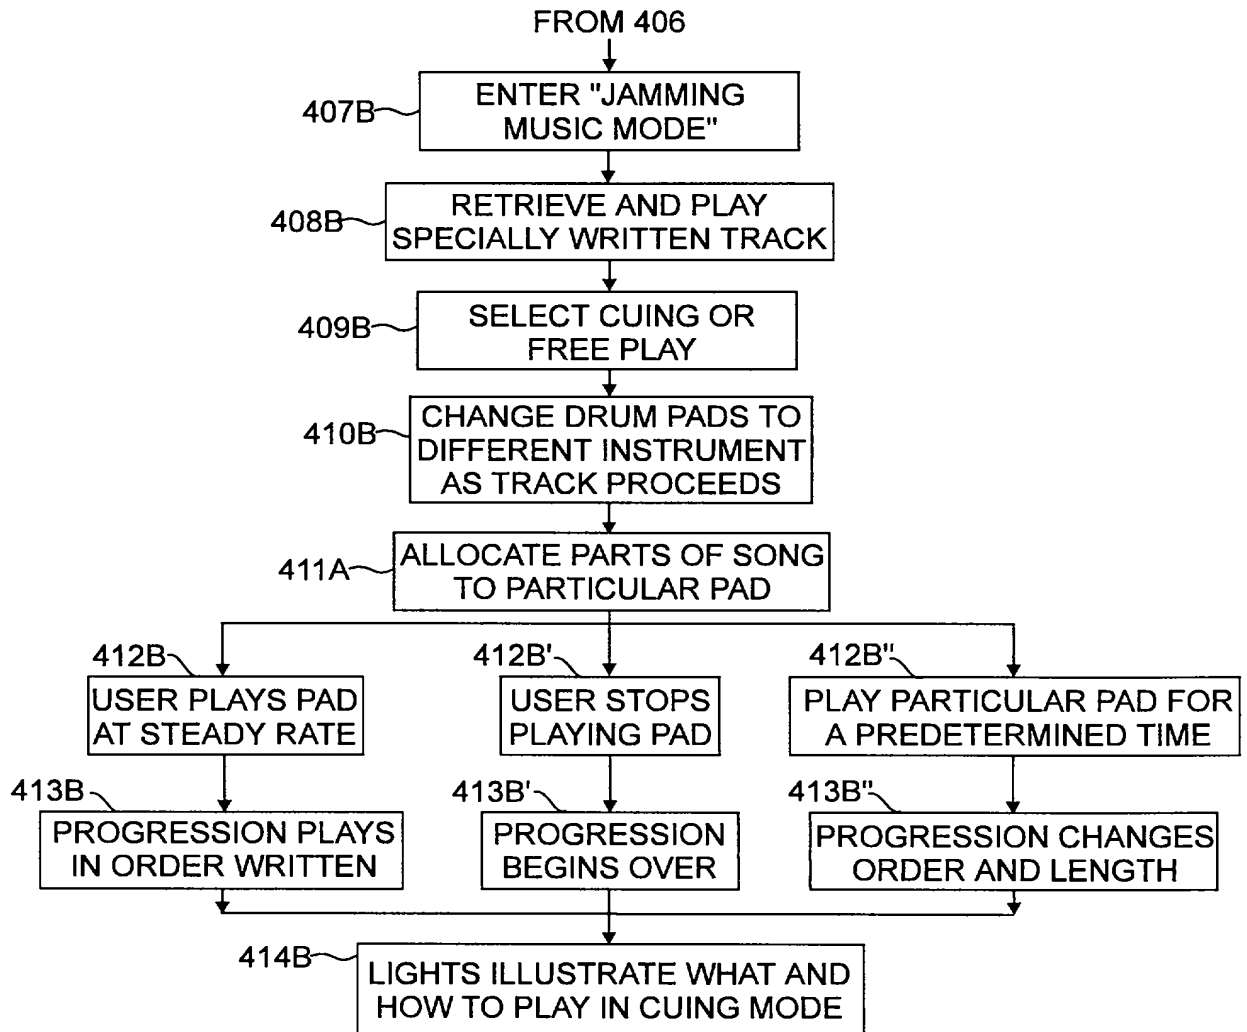 FROM 406
407B
ENTER "JAMMING
MUSIC MODE"
408B
RETRIEVE AND PLAY
SPECIALLY WRITTEN TRACK
409B
SELECT CUING OR
FREE PLAY
410B
CHANGE DRUM PADS TO
DIFFERENT INSTRUMENT
AS TRACK PROCEEDS
411A
ALLOCATE PARTS OF SONG
TO PARTICULAR PAD
412B
USER PLAYS PAD
AT STEADY RATE
412B'
USER STOPS
PLAYING PAD
412B"
PLAY PARTICULAR PAD FOR
A PREDETERMINED TIME
413B
PROGRESSION PLAYS
IN ORDER WRITTEN
413B'
PROGRESSION
BEGINS OVER
413B"
PROGRESSION CHANGES
ORDER AND LENGTH
414B
LIGHTS ILLUSTRATE WHAT AND
HOW TO PLAY IN CUING MODE